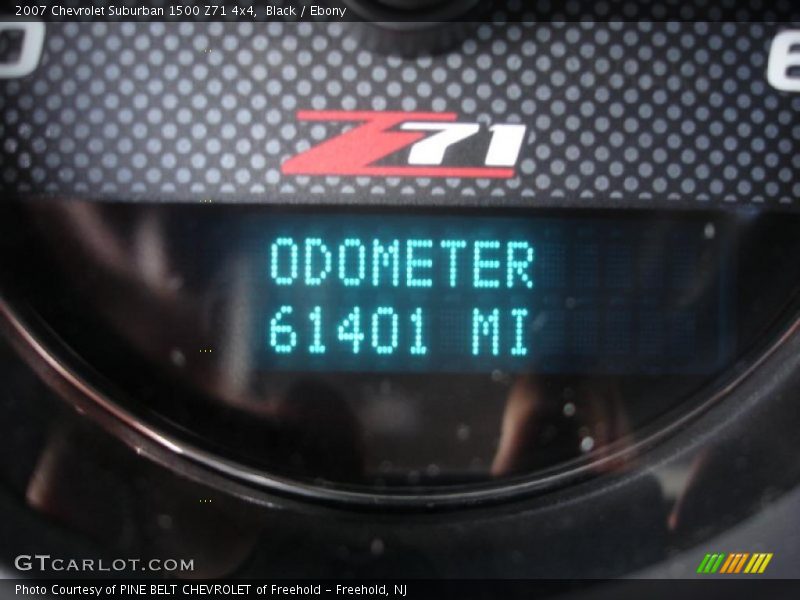 2007 Chevrolet Suburban 1500 Z71 4x4, Black / Ebony
Z71
ODOMETER
61401 MI
GTCARLOT.COM
Photo Courtesy of PINE BELT CHEVROLET of Freehold - Freehold, NJ